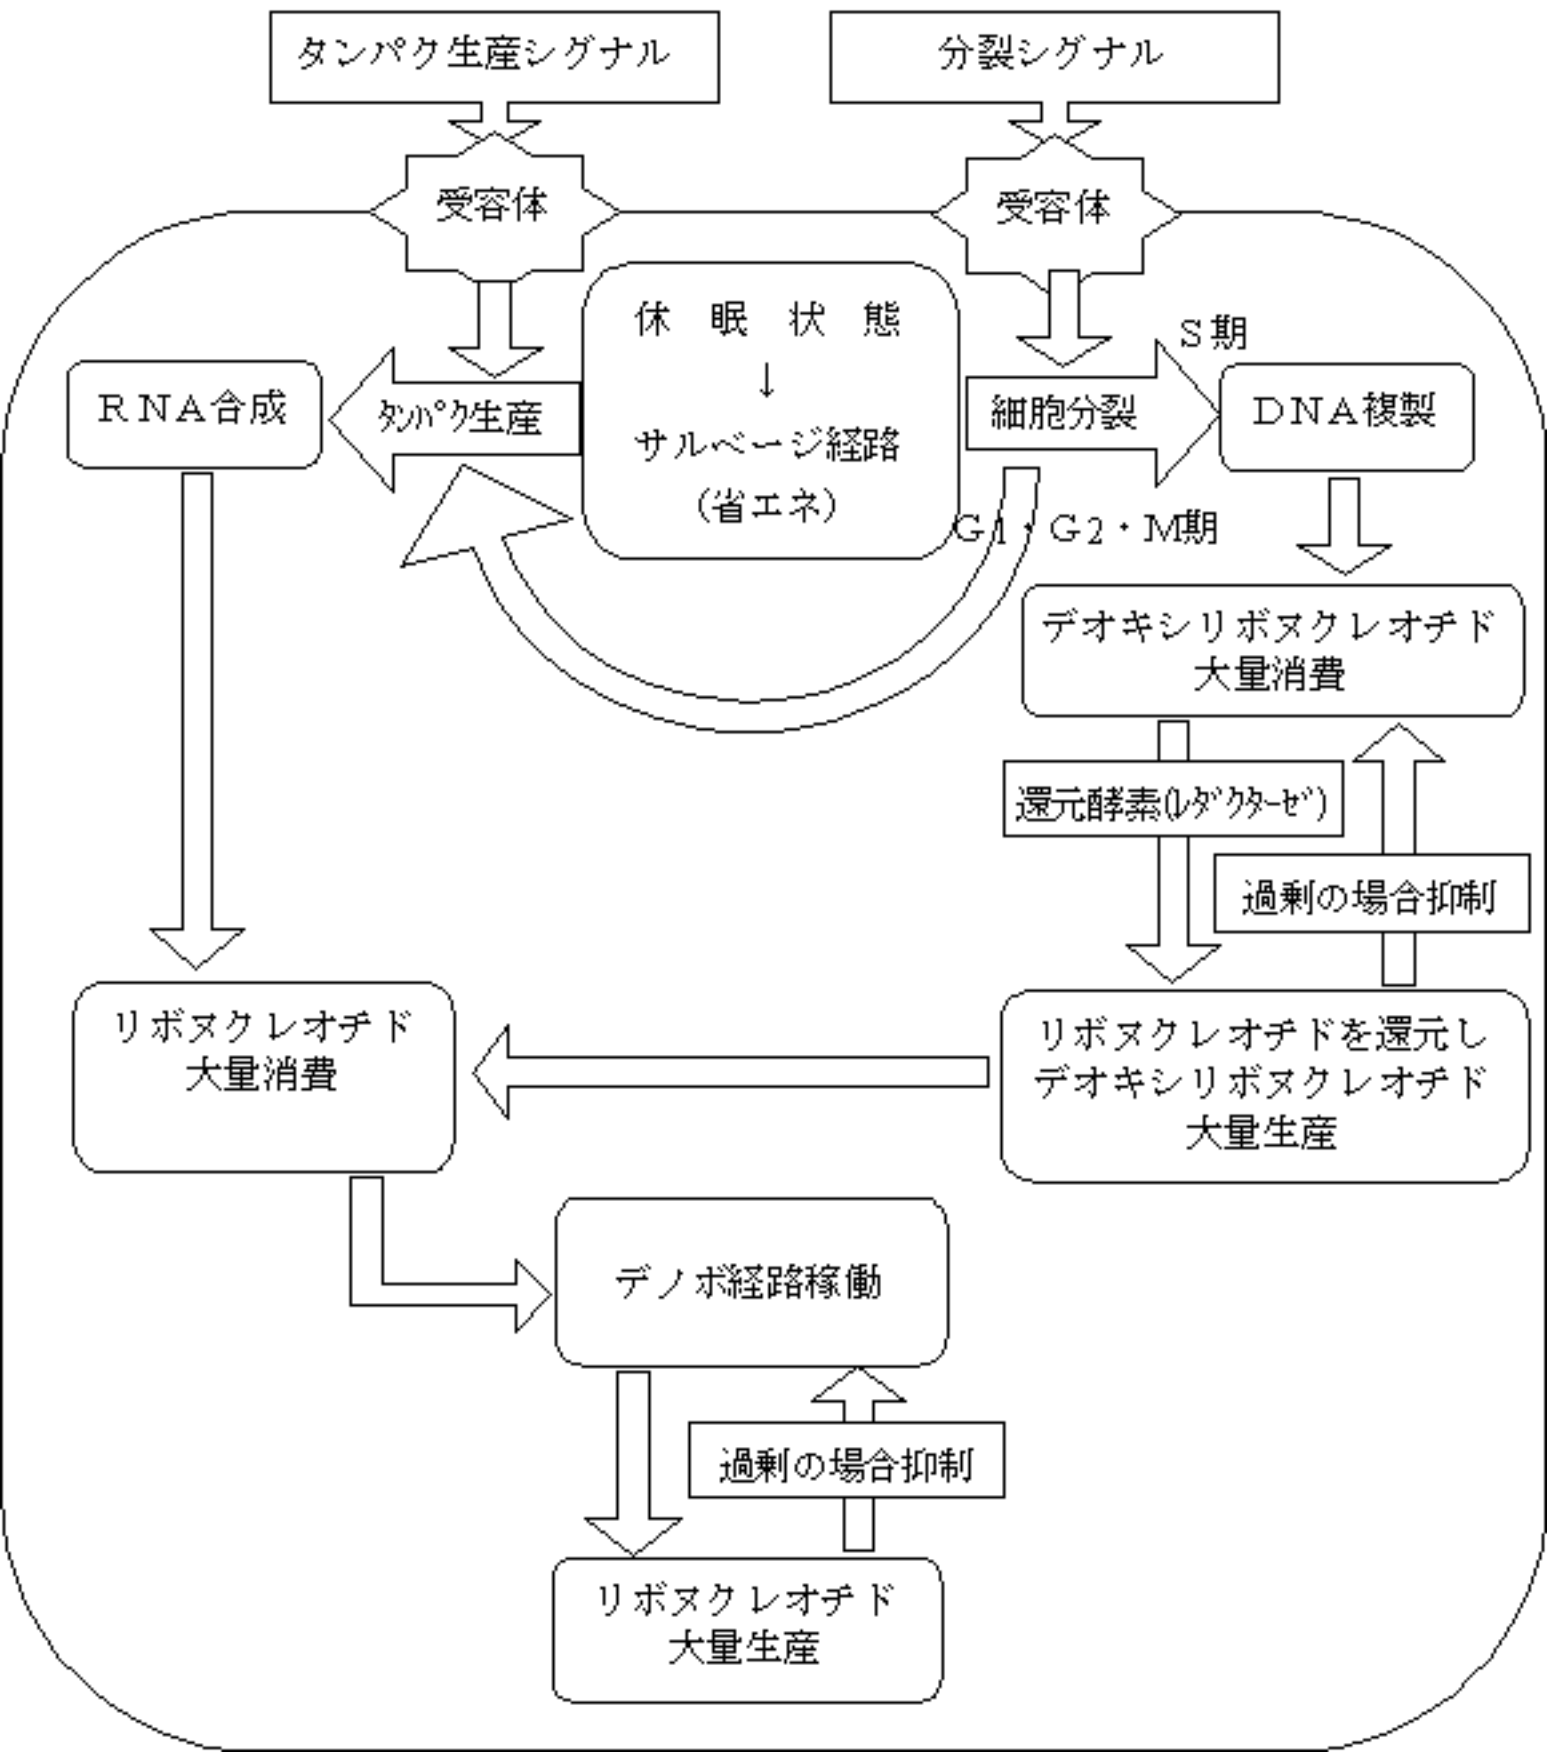 タンパク生産シグナル
分裂シグナル
受容体
受容体
休眠状態
↓
サルベージ経路
(省エネ)
S期
RNA合成
ﾀﾝﾊﾟｸ生産
細胞分裂
DNA複製
G1・G2・M期
デオキシリボヌクレオチド
大量消費
還元酵素(ﾚﾀﾞｸﾀｰｾﾞ)
過剰の場合抑制
リボヌクレオチド
大量消費
リボヌクレオチドを還元し
デオキシリボヌクレオチド
大量生産
デノボ経路稼働
過剰の場合抑制
リボヌクレオチド
大量生産